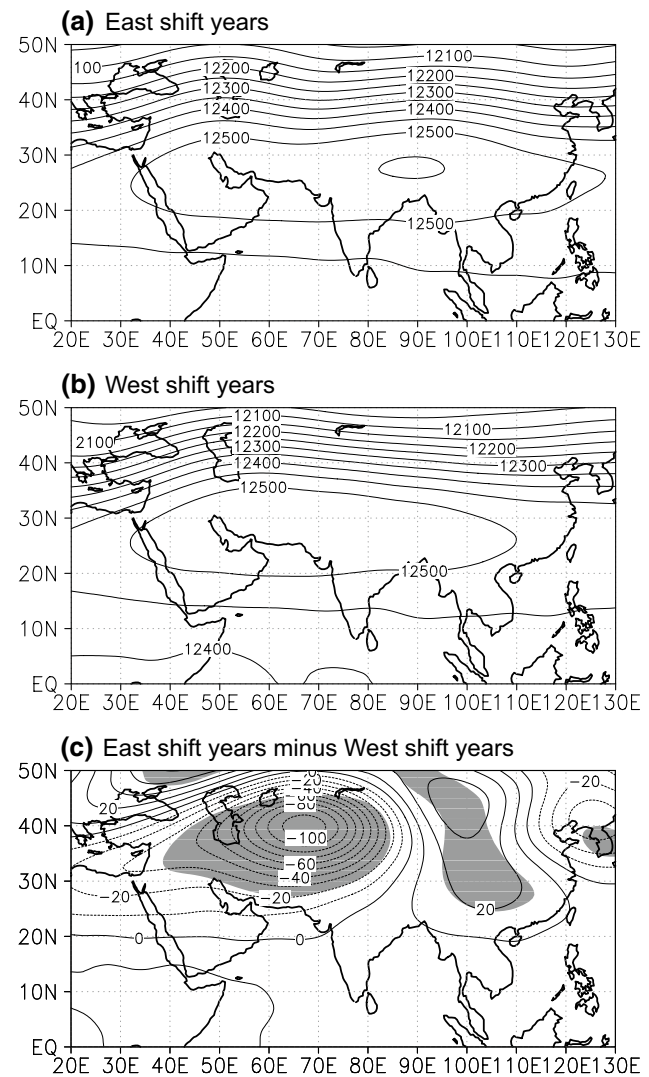 (a) East shift years
50N
12100
100
12200
12200
12300
12300
40N
12400
12400
12500
12500
30N
20N
12500
10N
EQ
20E 30E 40E 50E 60E 70E 80E 90E 100E 110E 120E 130E
(b) West shift years
50N
12100
12100
2100
12200
12200
12300
12300
40N
12400
12500
30N
20N
12500
10N
12400
EQ
20E 30E 40E 50E 60E 70E 80E 90E 100E 110E 120E 130E
(c) East shift years minus West shift years
50N
−20
−20
20
−80
40N
−100
−60
−40
30N
−20
−20
20
20N
0
0
10N
EQ
20E 30E 40E 50E 60E 70E 80E 90E 100E 110E 120E 130E